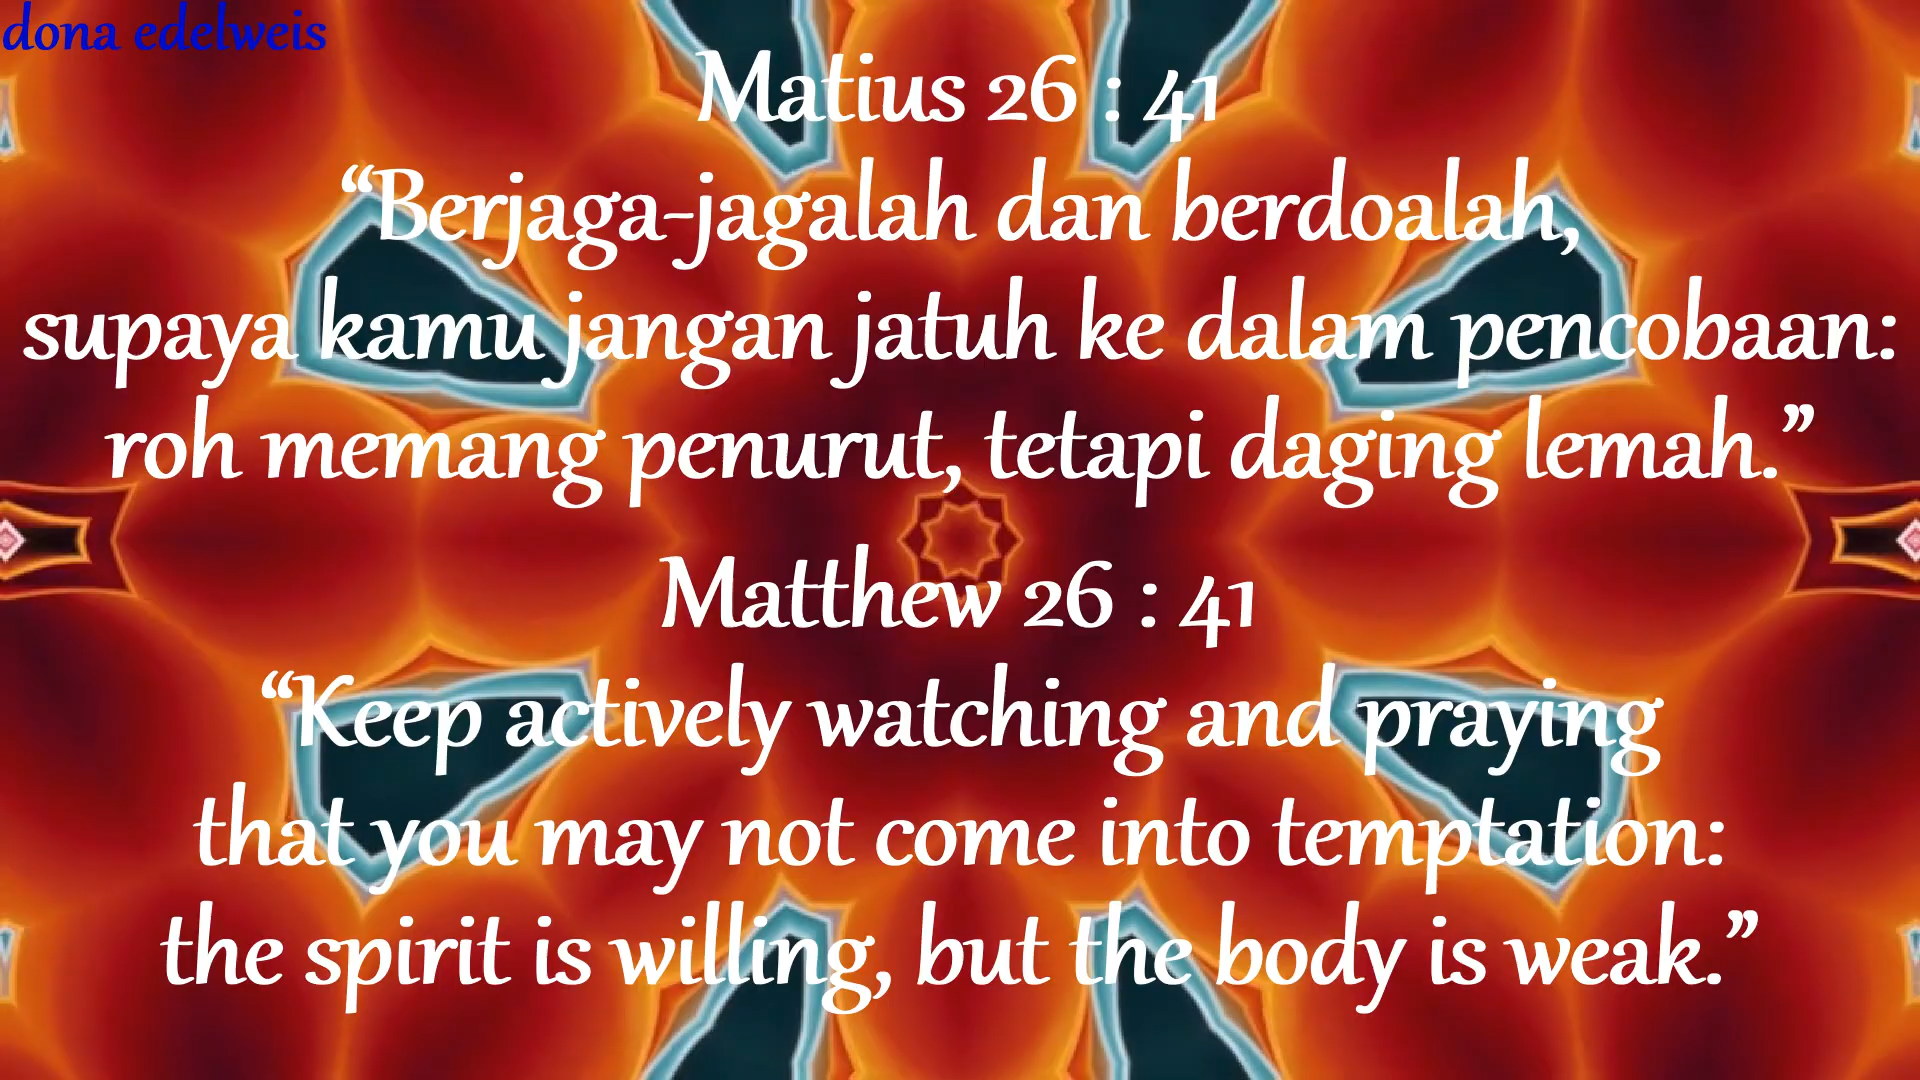 dona edelweis
Matius 26 : 41
“Berjaga-jagalah dan berdoalah,
supaya kamu jangan jatuh ke dalam pencobaan:
roh memang penurut, tetapi daging lemah.”
Matthew 26 : 41
“Keep actively watching and praying
that you may not come into temptation:
the spirit is willing, but the body is weak.”